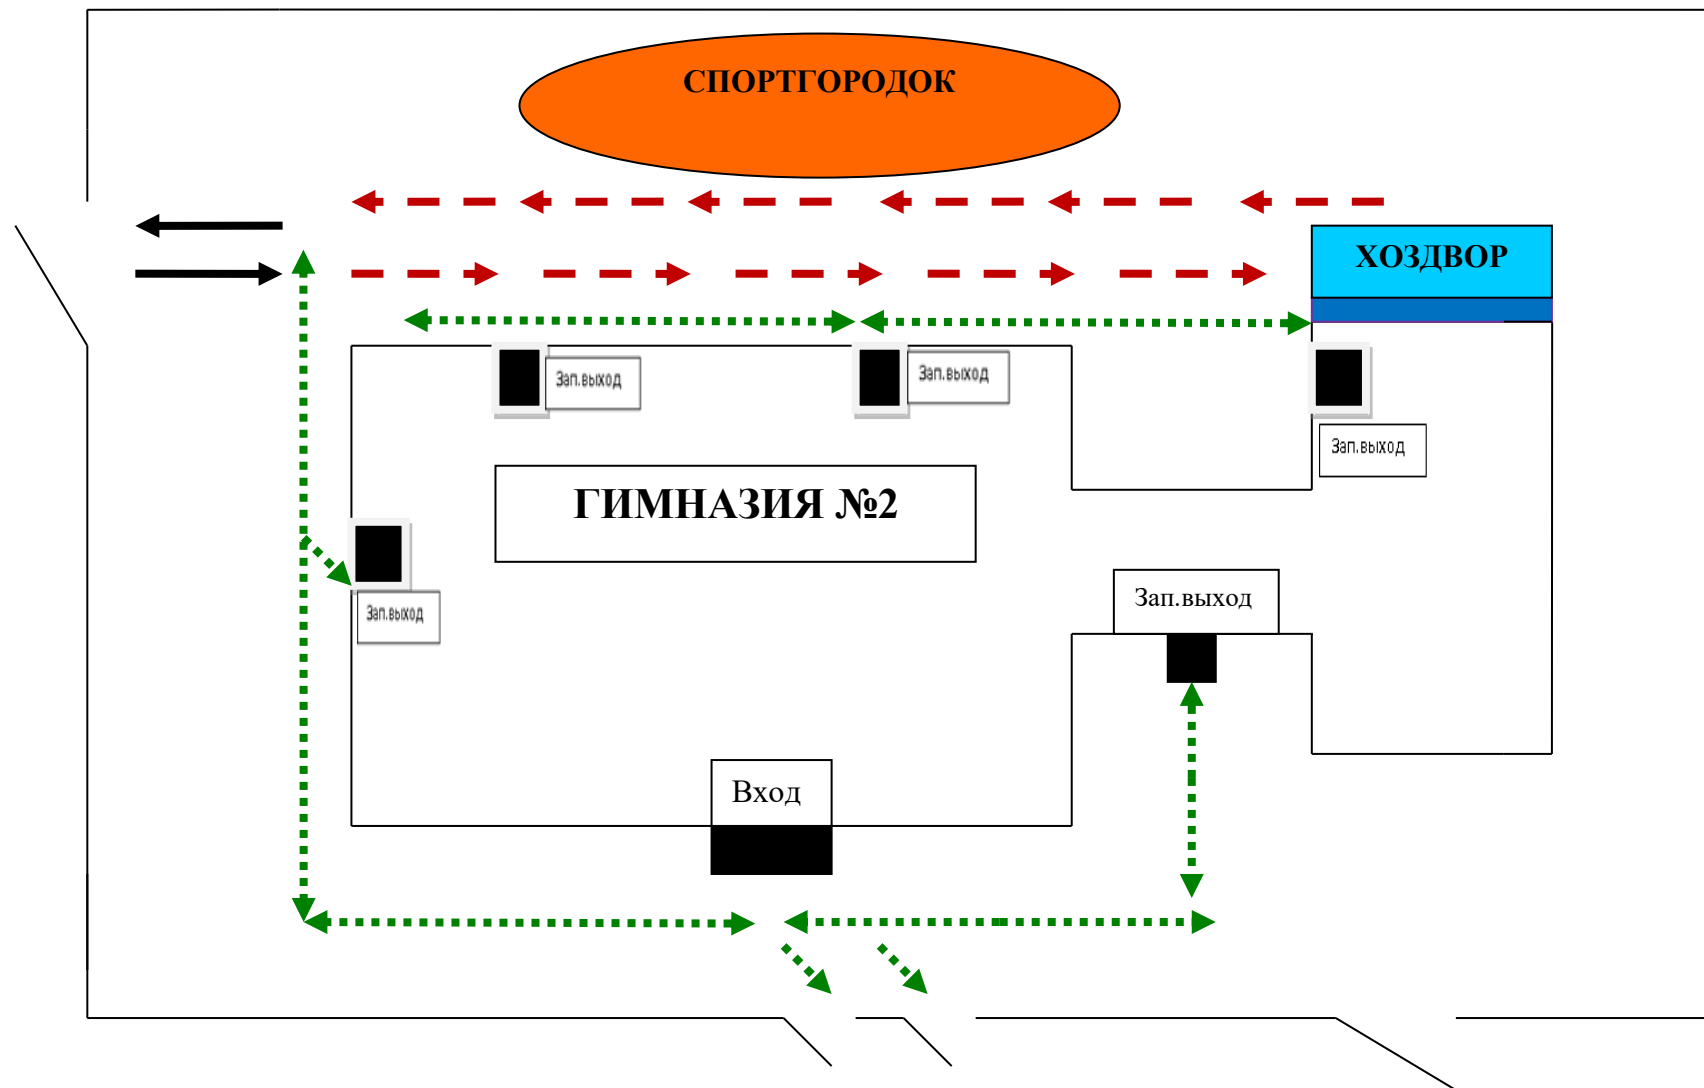 СПОРТГОРОДОК
ХОЗДВОР
Зап.выход
Зап.выход
Зап.выход
ГИМНАЗИЯ №2
Зап.выход
Зап.выход
Вход